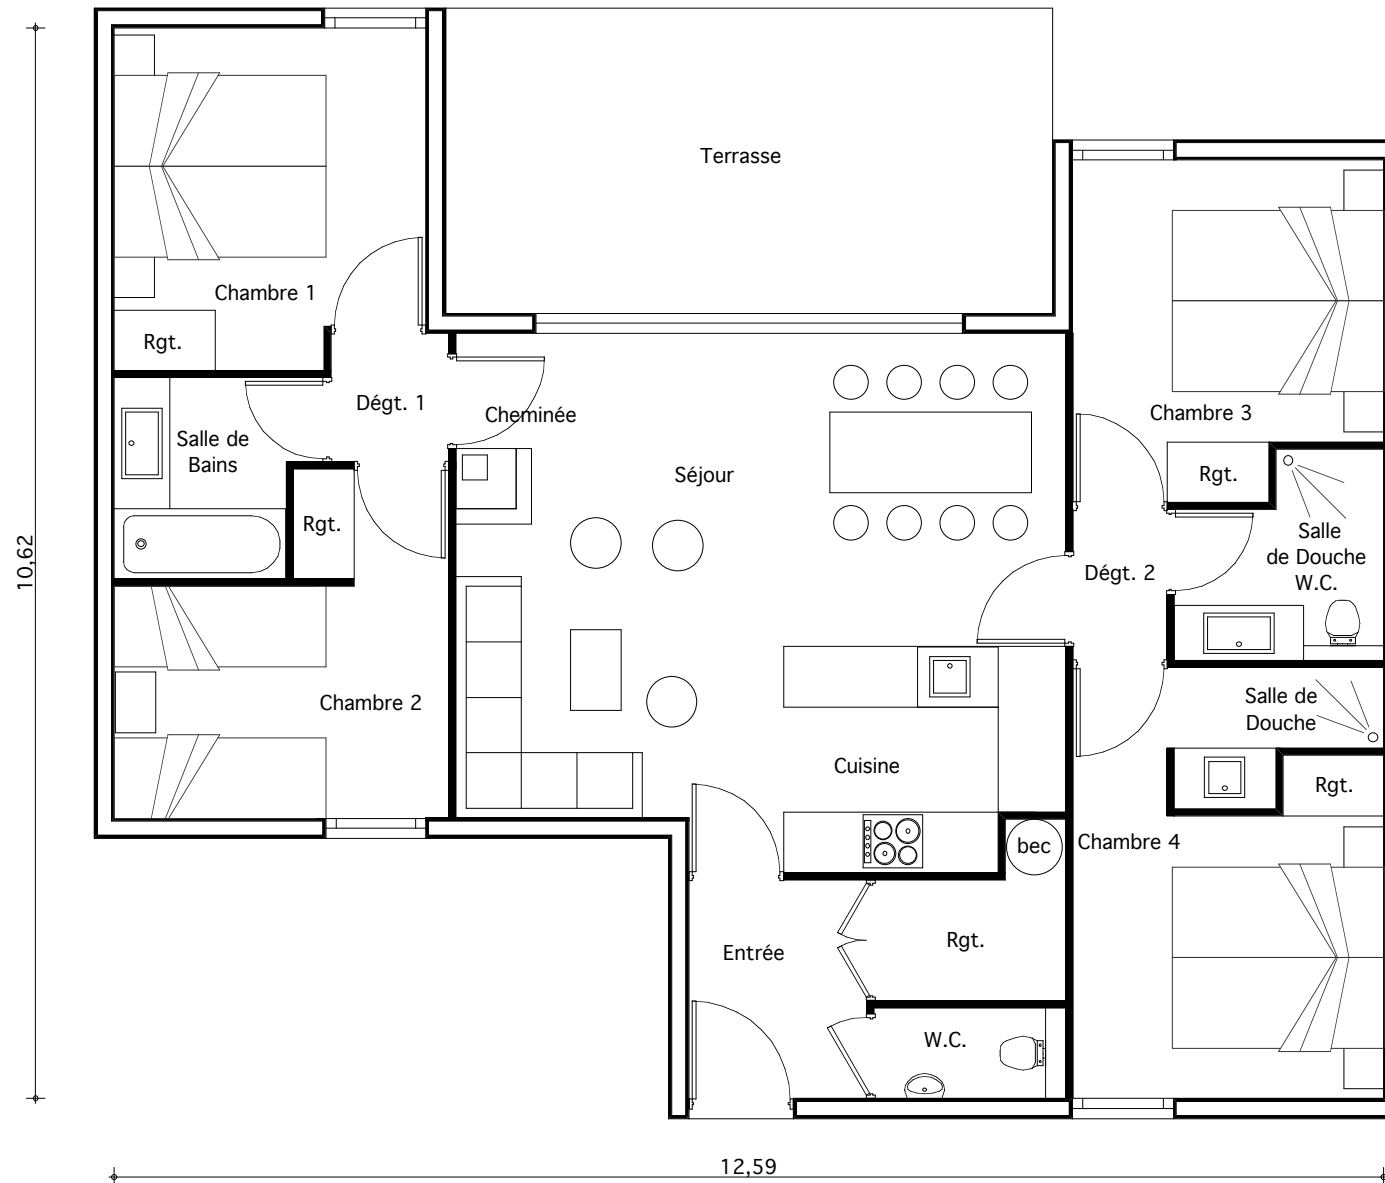 Terrasse
Chambre 1
Rgt.
Dégt. 1
Cheminée
Chambre 3
Salle de
Bains
Séjour
Rgt.
Rgt.
Salle
de Douche
W.C.
10,62
Dégt. 2
Chambre 2
Salle de
Douche
Cuisine
Rgt.
bec
Chambre 4
Entrée
Rgt.
W.C.
12,59